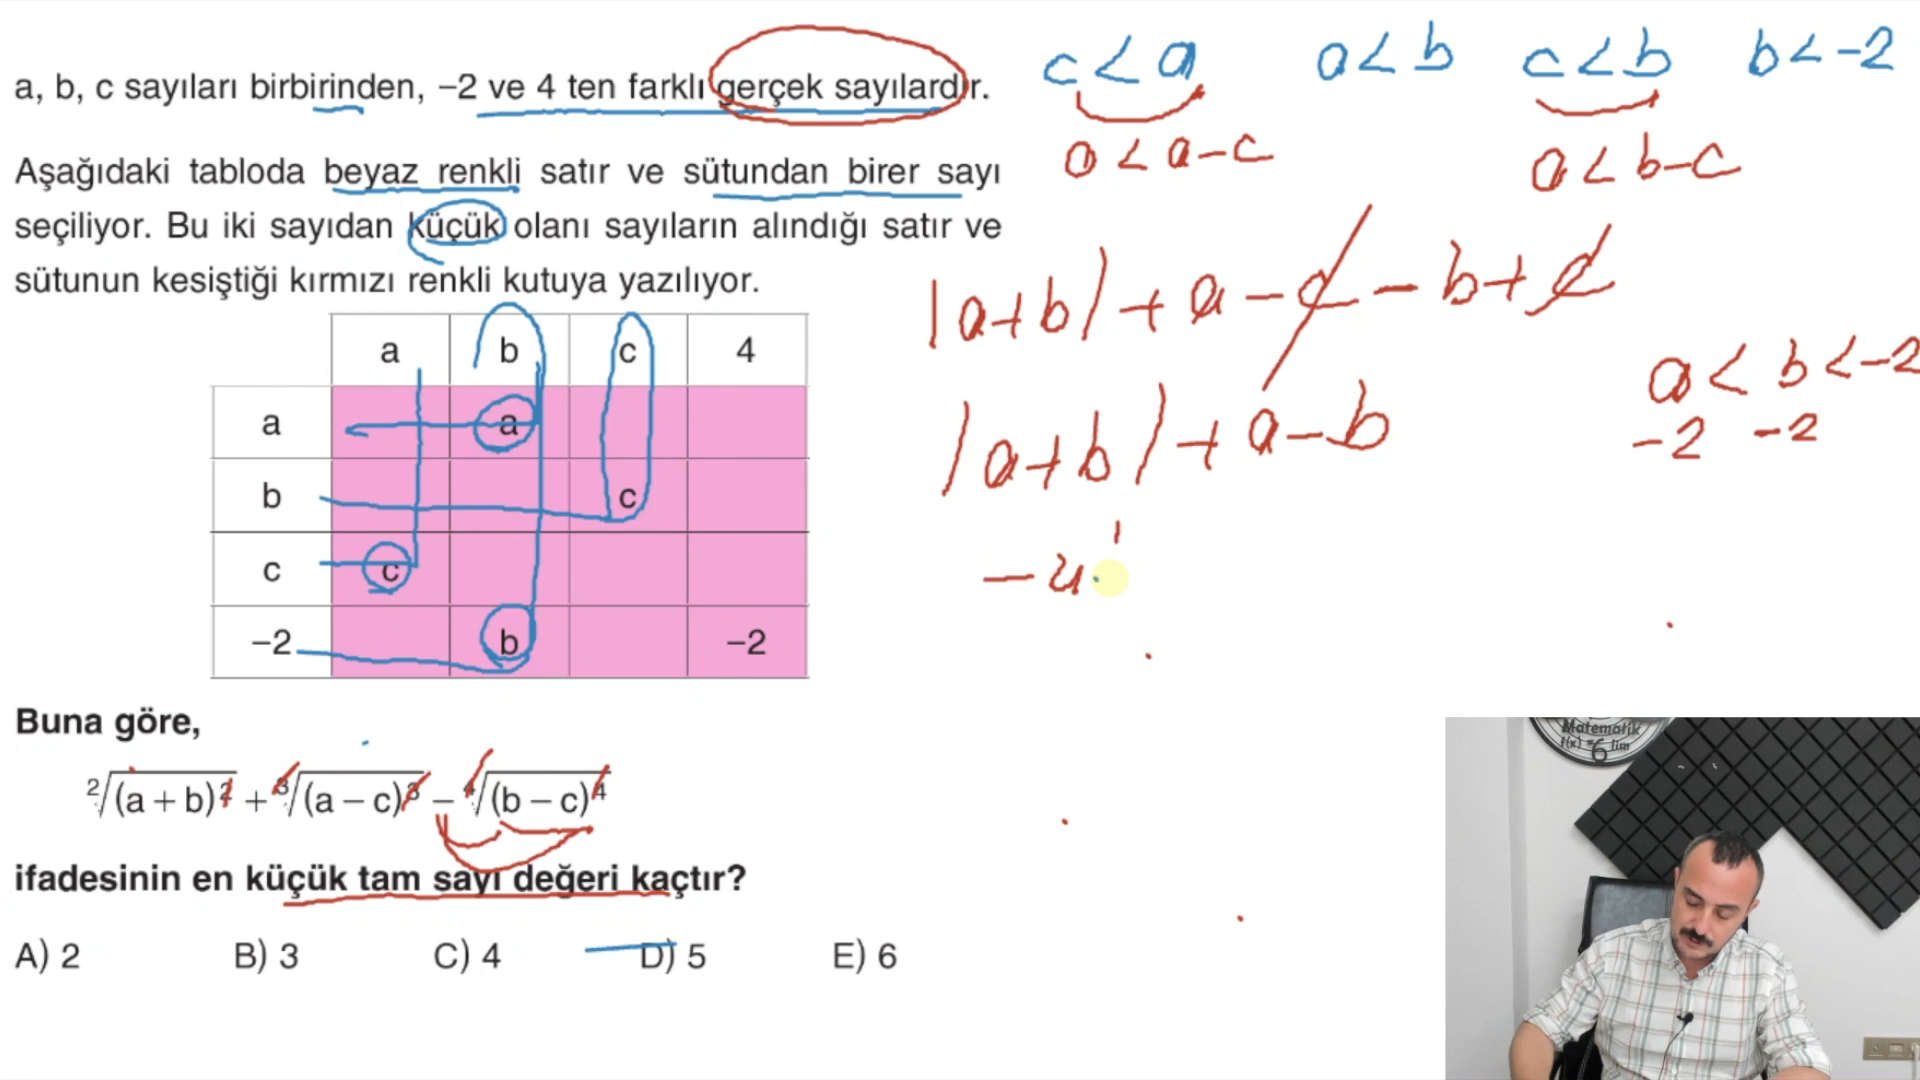 a, b, c sayıları birbirinden, −2 ve 4 ten farklı gerçek sayılardır.
Aşağıdaki tabloda beyaz renkli satır ve sütundan birer sayı
seçiliyor. Bu iki sayıdan küçük olanı sayıların alındığı satır ve
sütunun kesiştiği kırmızı renkli kutuya yazılıyor.
a b c 4
a a
b c
c c
−2 b −2
Buna göre,
²√(a + b)² + ³√(a − c)³ − ⁴√(b − c)⁴
ifadesinin en küçük tam sayı değeri kaçtır?
A) 2 B) 3 C) 4 D) 5 E) 6
c < a a < b c < b b < −2
0 < a − c 0 < b − c
|a+b| + a − c − b + c
a < b < −2
−2 −2
|a+b| + a − b
−4
Matematik
f(x) = 6 lim